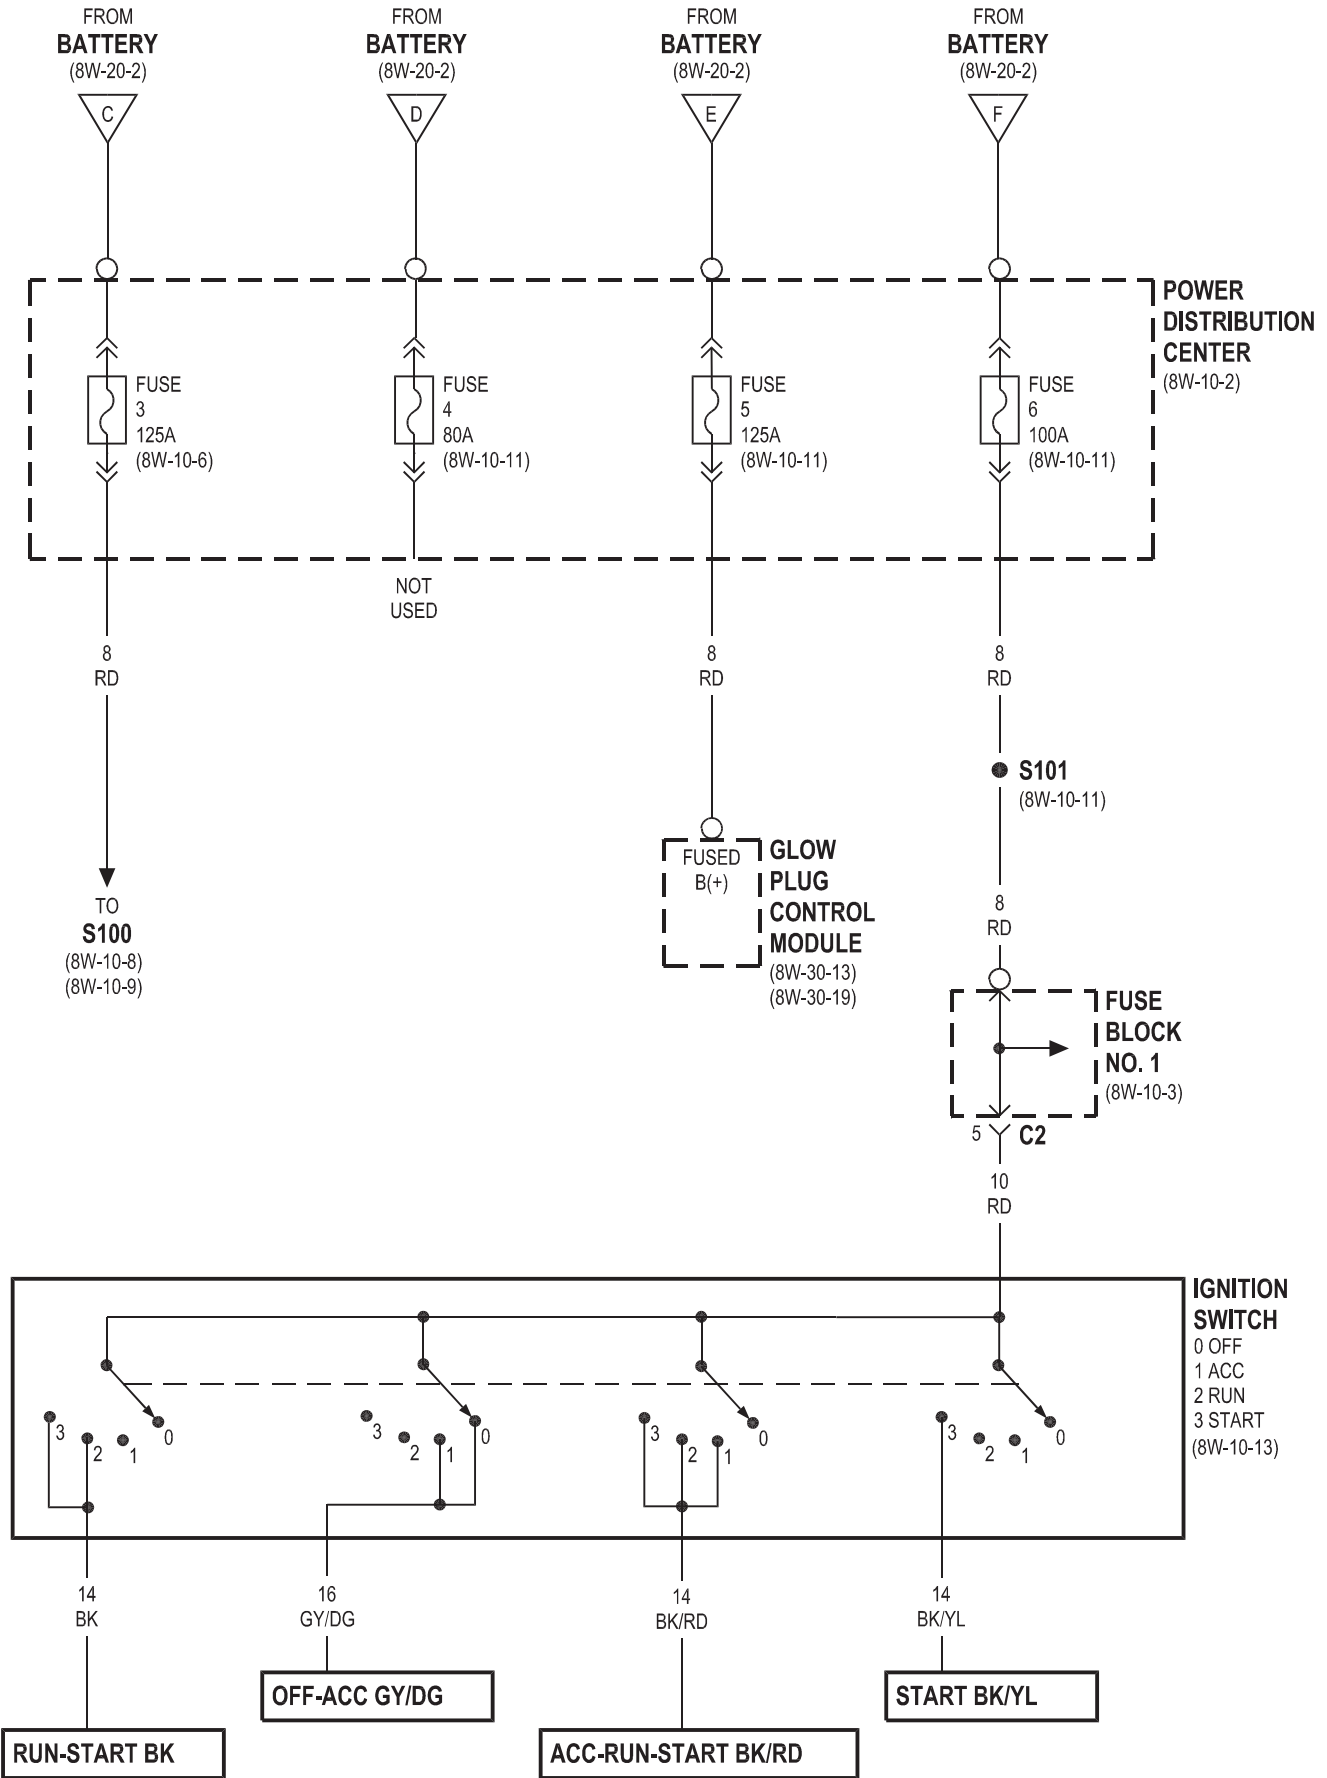 FROM
BATTERY
(8W-20-2)
C
FROM
BATTERY
(8W-20-2)
D
FROM
BATTERY
(8W-20-2)
E
FROM
BATTERY
(8W-20-2)
F
POWER
DISTRIBUTION
CENTER
(8W-10-2)
FUSE
3
125A
(8W-10-6)
FUSE
4
80A
(8W-10-11)
FUSE
5
125A
(8W-10-11)
FUSE
6
100A
(8W-10-11)
NOT
USED
8
RD
8
RD
8
RD
S101
(8W-10-11)
TO
S100
(8W-10-8)
(8W-10-9)
FUSED
B(+)
GLOW
PLUG
CONTROL
MODULE
(8W-30-13)
(8W-30-19)
8
RD
FUSE
BLOCK
NO. 1
(8W-10-3)
5
C2
10
RD
IGNITION
SWITCH
0 OFF
1 ACC
2 RUN
3 START
(8W-10-13)
3
2
1
0
3
2
1
0
3
2
1
0
3
2
1
0
14
BK
16
GY/DG
14
BK/RD
14
BK/YL
OFF-ACC GY/DG
START BK/YL
RUN-START BK
ACC-RUN-START BK/RD